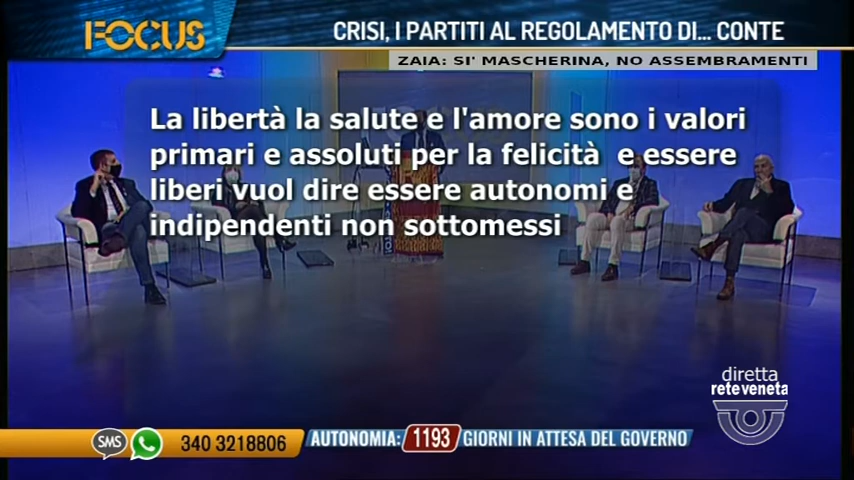 FOCUS
CRISI, I PARTITI AL REGOLAMENTO DI... CONTE
ZAIA: SI' MASCHERINA, NO ASSEMBRAMENTI
La libertà la salute e l'amore sono i valori
primari e assoluti per la felicità e essere
liberi vuol dire essere autonomi e
indipendenti non sottomessi
diretta
reteveneta
SMS 340 3218806 AUTONOMIA: 1193 GIORNI IN ATTESA DEL GOVERNO